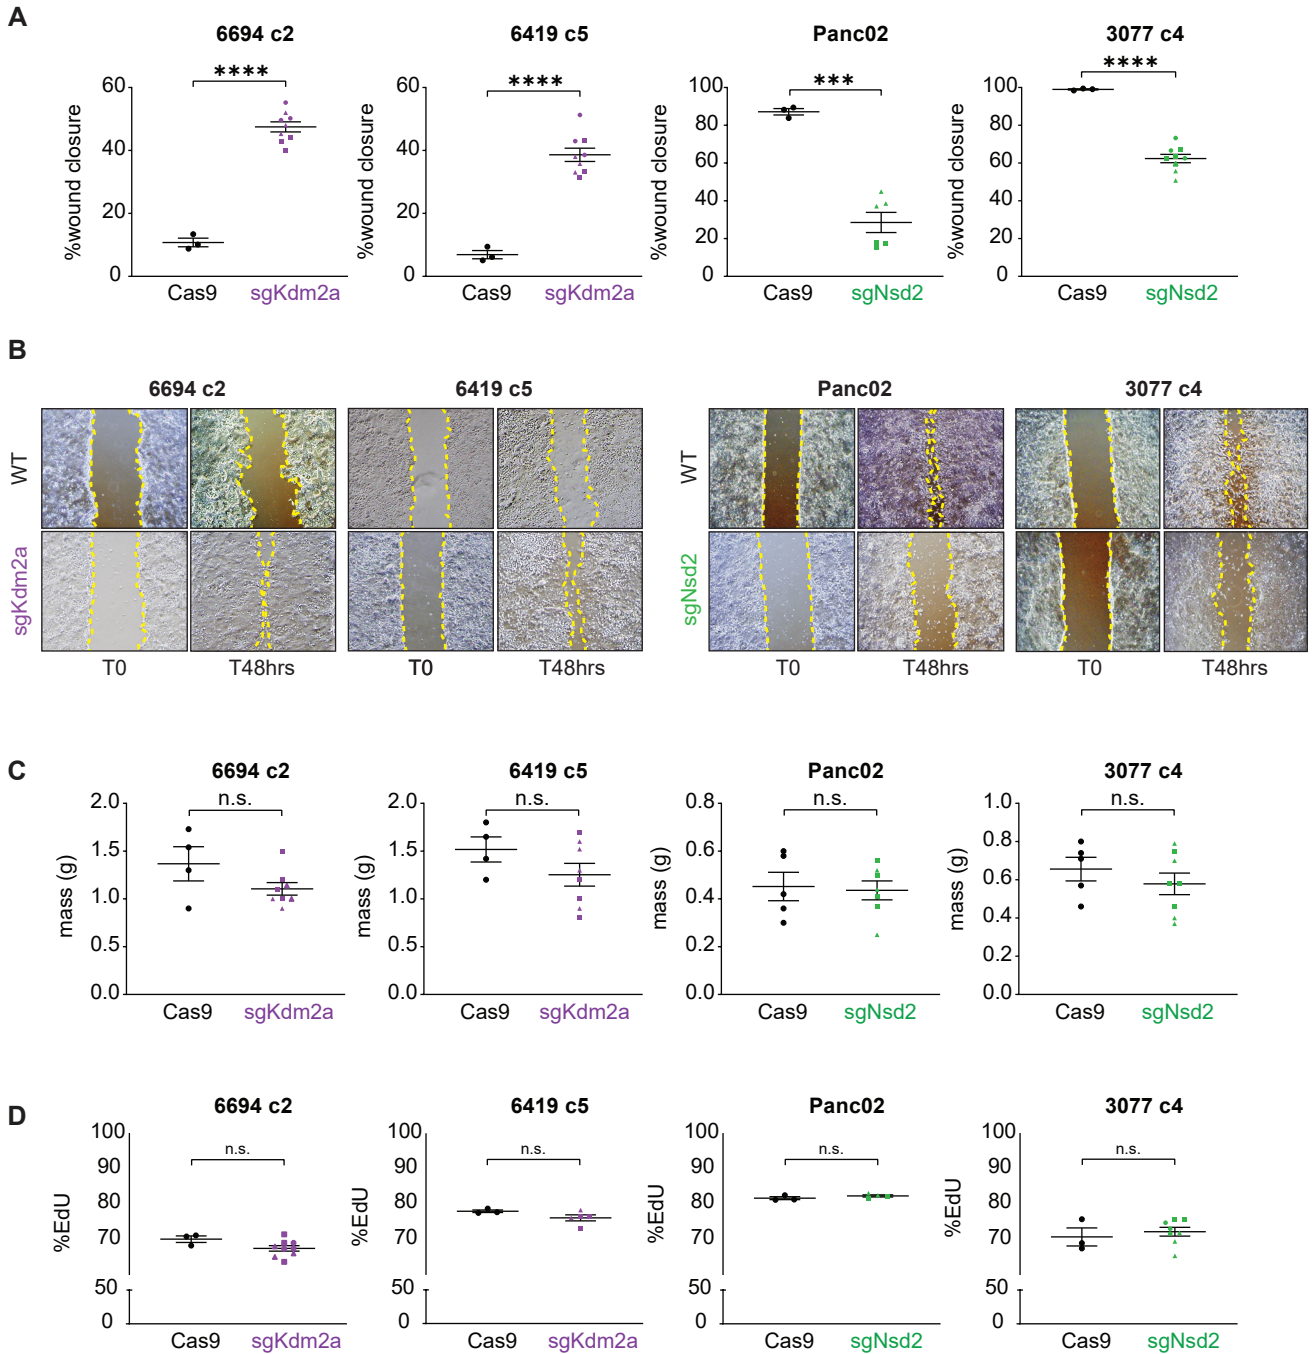 A
6694 c2
6419 c5
Panc02
3077 c4
****
****
***
****
%wound closure
60
40
20
0
Cas9
sgKdm2a
%wound closure
60
40
20
0
Cas9
sgKdm2a
%wound closure
100
80
60
40
20
0
Cas9
sgNsd2
%wound closure
100
80
60
40
20
0
Cas9
sgNsd2
B
6694 c2
6419 c5
Panc02
3077 c4
WT
sgKdm2a
T0
T48hrs
T0
T48hrs
WT
sgNsd2
T0
T48hrs
T0
T48hrs
C
6694 c2
n.s.
mass (g)
2.0
1.5
1.0
0.5
0.0
Cas9
sgKdm2a
6419 c5
n.s.
mass (g)
2.0
1.5
1.0
0.5
0.0
Cas9
sgKdm2a
Panc02
n.s.
mass (g)
0.8
0.6
0.4
0.2
0.0
Cas9
sgNsd2
3077 c4
n.s.
mass (g)
1.0
0.8
0.6
0.4
0.2
0.0
Cas9
sgNsd2
D
6694 c2
n.s.
%EdU
100
90
80
70
50
0
Cas9
sgKdm2a
6419 c5
n.s.
%EdU
100
90
80
70
50
0
Cas9
sgKdm2a
Panc02
n.s.
%EdU
100
90
80
70
50
0
Cas9
sgNsd2
3077 c4
n.s.
%EdU
100
90
80
70
50
0
Cas9
sgNsd2